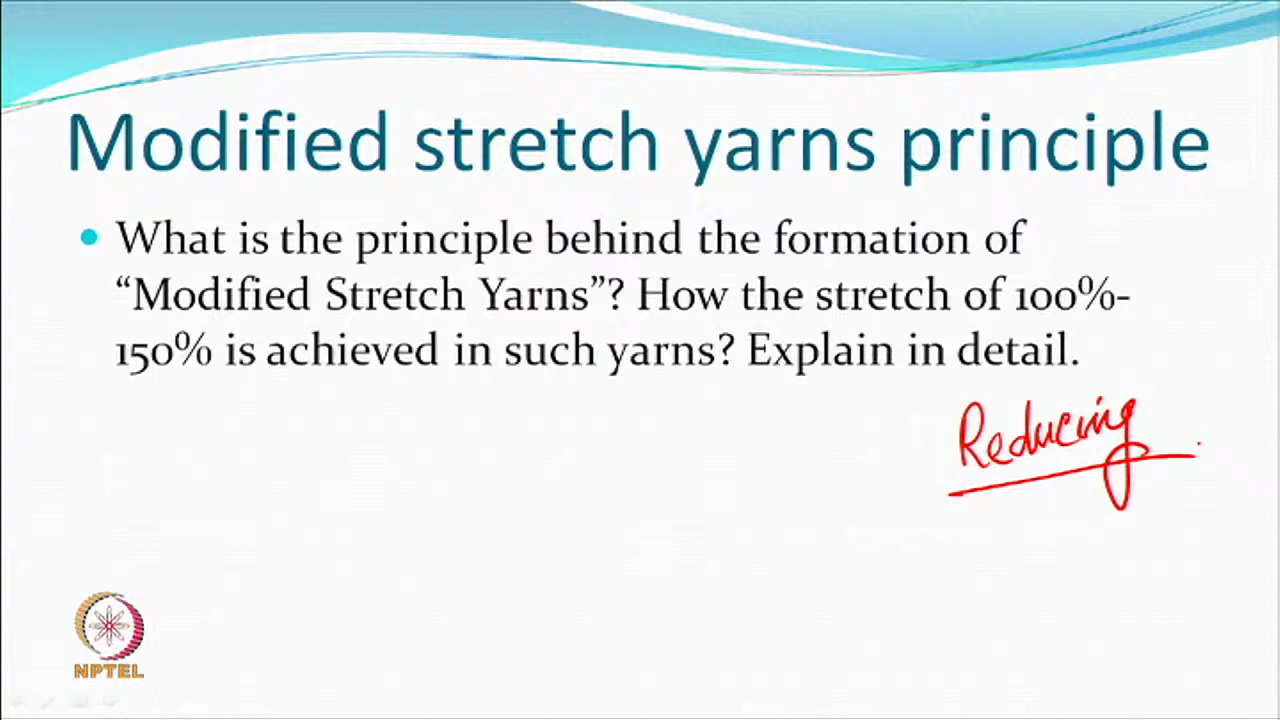 Modified stretch yarns principle
• What is the principle behind the formation of
“Modified Stretch Yarns”? How the stretch of 100%-
150% is achieved in such yarns? Explain in detail.
Reducing
NPTEL